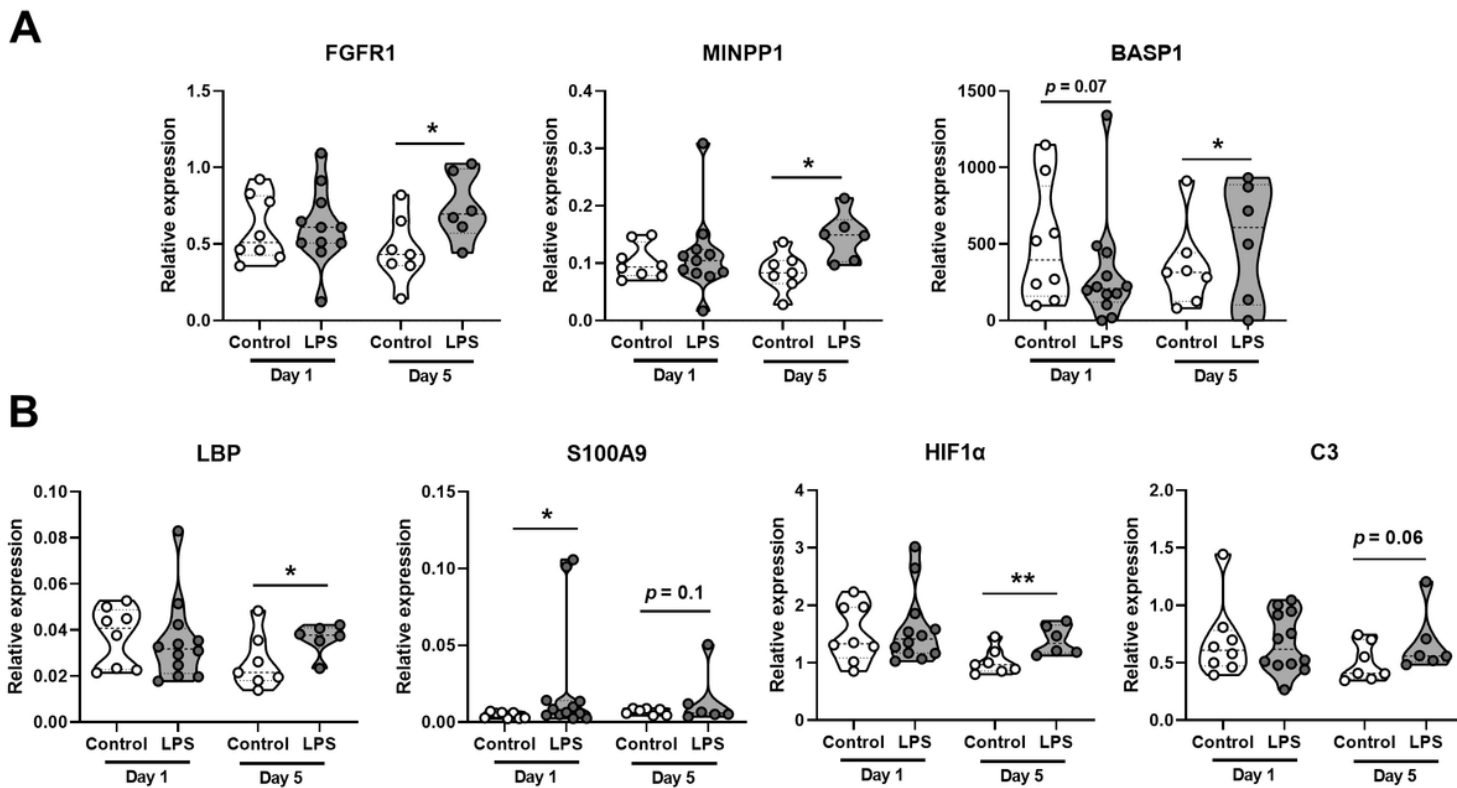 A
FGFR1
MINPP1
BASP1
Relative expression
1.5
1.0
0.5
0.0
*
Control LPS Control LPS
Day 1 Day 5
Relative expression
0.4
0.3
0.2
0.1
0.0
*
Control LPS Control LPS
Day 1 Day 5
Relative expression
1500
1000
500
0
p = 0.07
*
Control LPS Control LPS
Day 1 Day 5
B
LBP
S100A9
HIF1α
C3
Relative expression
0.10
0.08
0.06
0.04
0.02
0.00
*
Control LPS Control LPS
Day 1 Day 5
Relative expression
0.15
0.10
0.05
0.00
*
p = 0.1
Control LPS Control LPS
Day 1 Day 5
Relative expression
4
3
2
1
0
**
Control LPS Control LPS
Day 1 Day 5
Relative expression
2.0
1.5
1.0
0.5
0.0
p = 0.06
Control LPS Control LPS
Day 1 Day 5